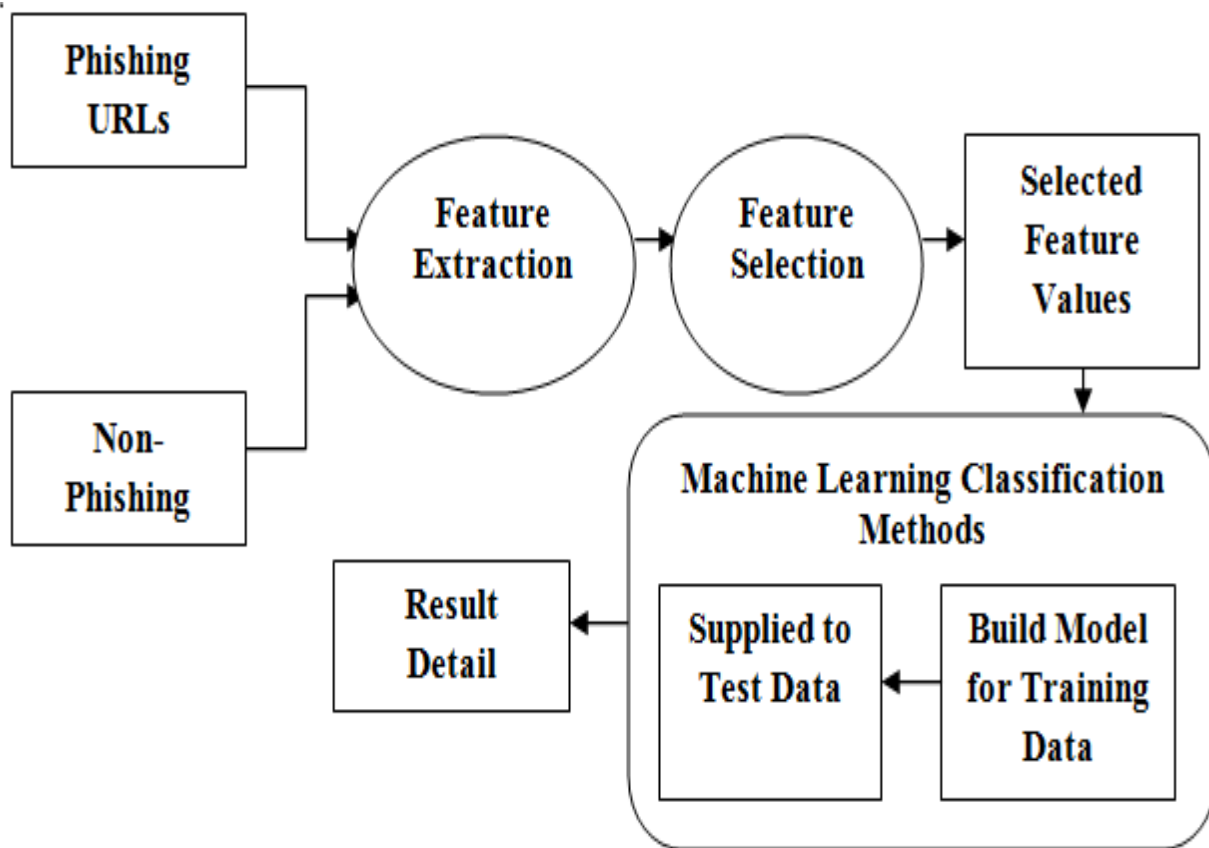 Phishing
URLs
Non-
Phishing
Feature
Extraction
Feature
Selection
Selected
Feature
Values
Machine Learning Classification
Methods
Build Model
for Training
Data
Supplied to
Test Data
Result
Detail